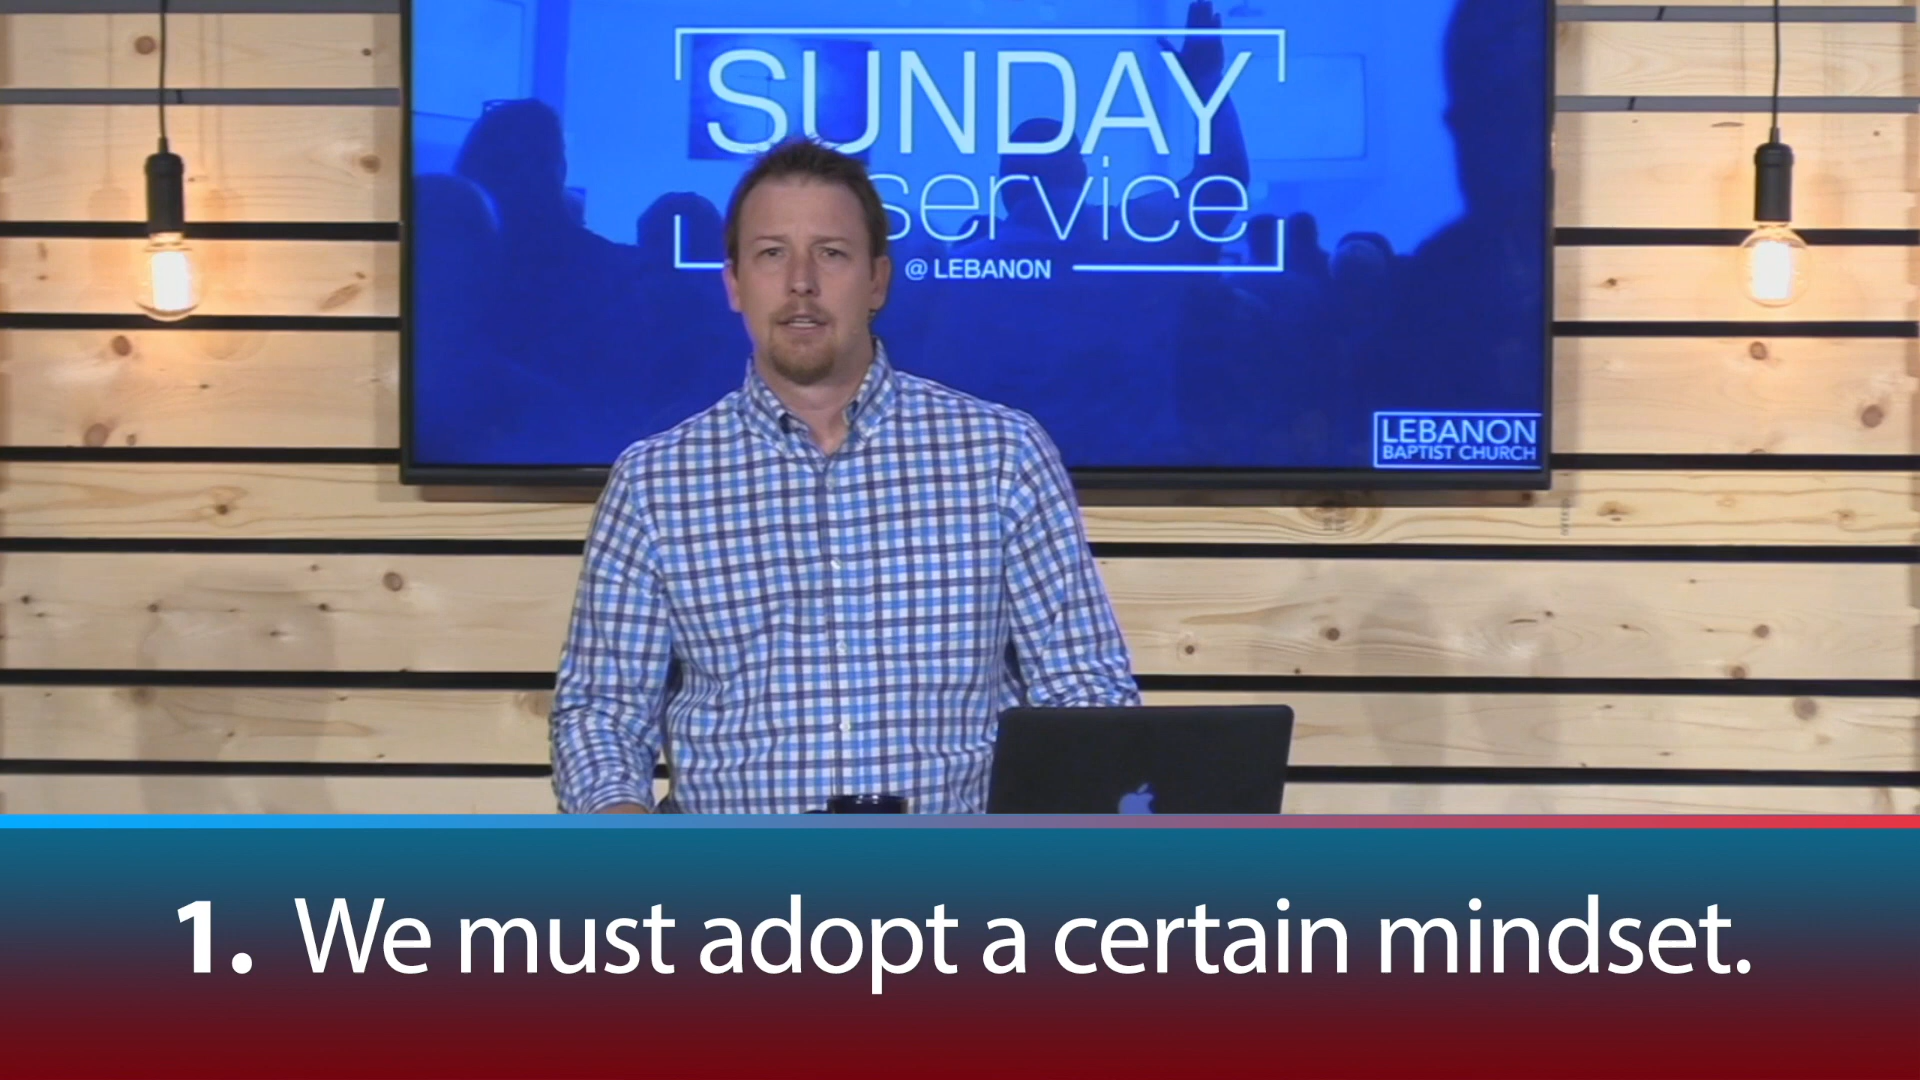 SUNDAY
service
@ LEBANON
LEBANON
BAPTIST CHURCH
1. We must adopt a certain mindset.